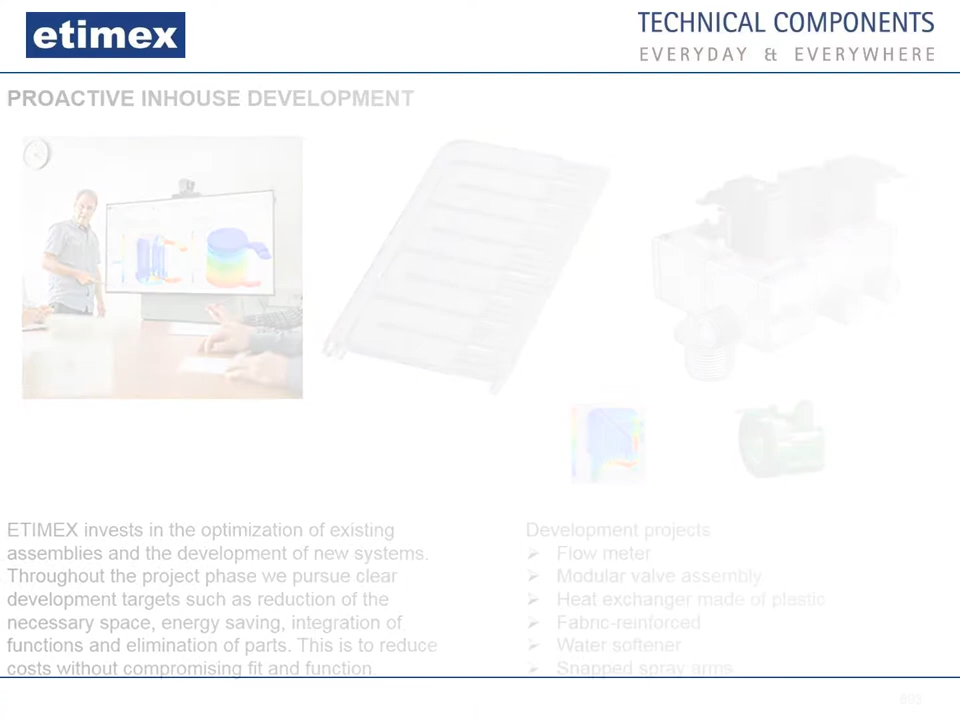 etimex
TECHNICAL COMPONENTS
EVERYDAY & EVERYWHERE
PROACTIVE INHOUSE DEVELOPMENT
ETIMEX invests in the optimization of existing
assemblies and the development of new systems.
Throughout the project phase we pursue clear
development targets such as reduction of the
necessary space, energy saving, integration of
functions and elimination of parts. This is to reduce
costs without compromising fit and function
Development projects
➢ Flow meter
➢ Modular valve assembly
➢ Heat exchanger made of plastic
➢ Fabric-reinforced
➢ Water softener
➢ Snapped spray arms